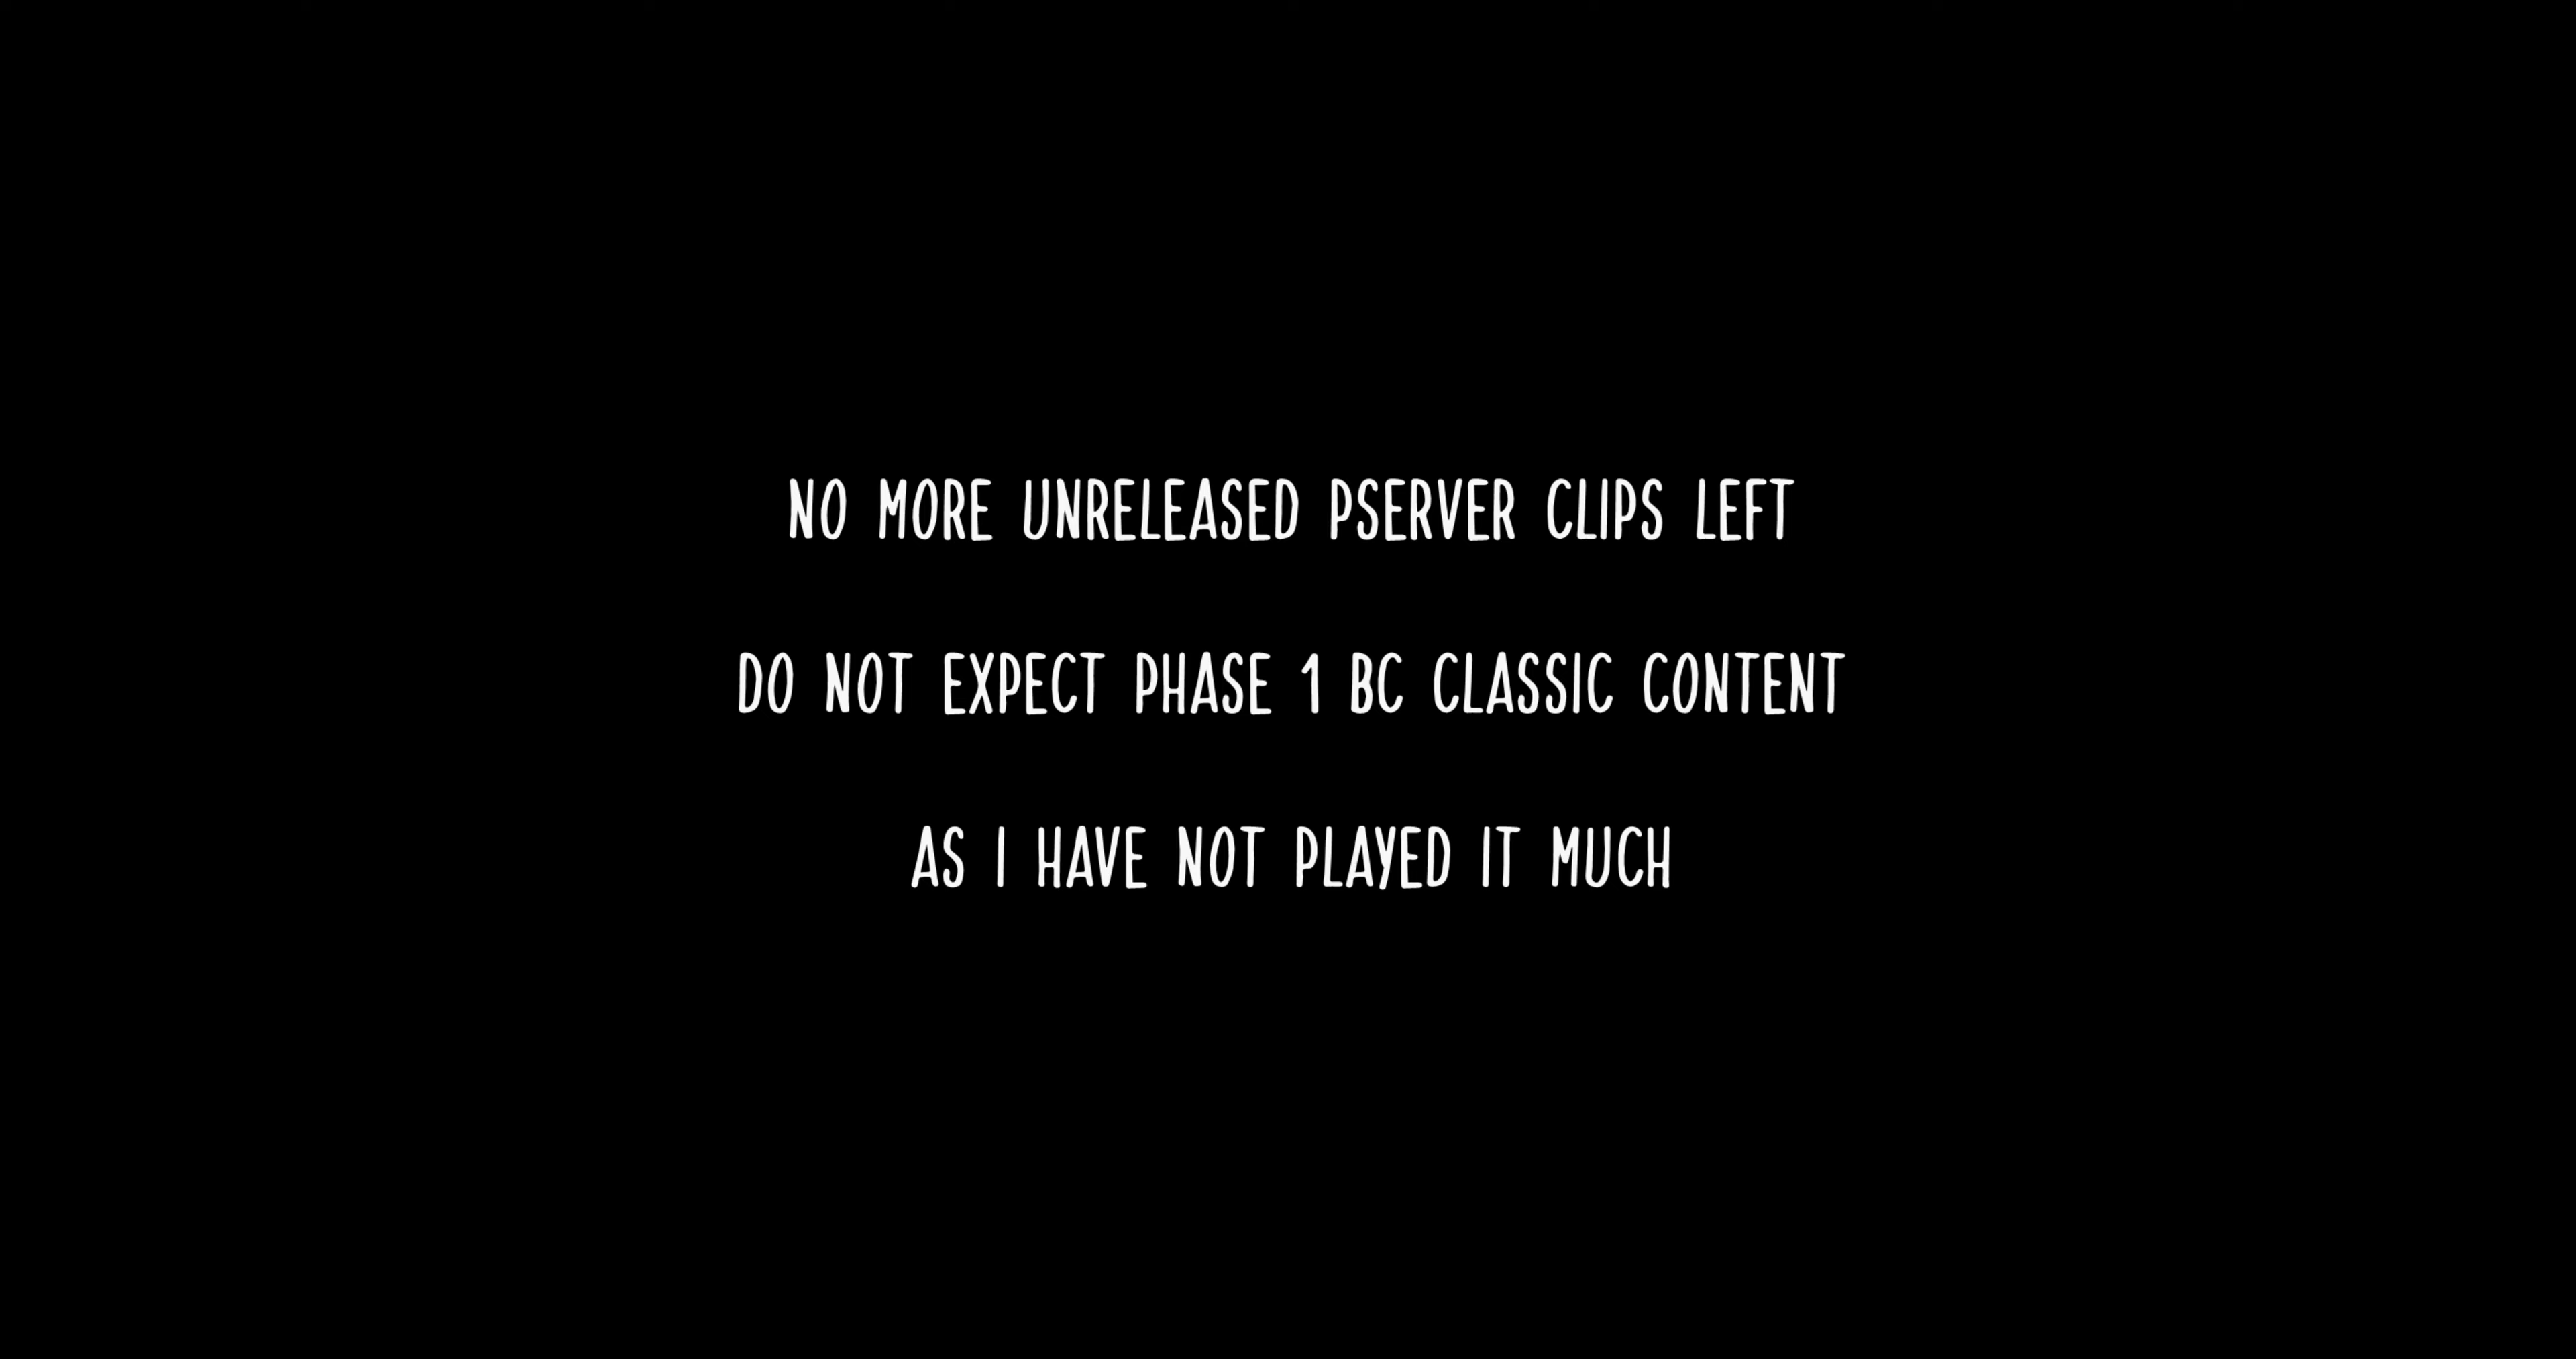 NO MORE UNRELEASED PSERVER CLIPS LEFT
DO NOT EXPECT PHASE 1 BC CLASSIC CONTENT
AS I HAVE NOT PLAYED IT MUCH